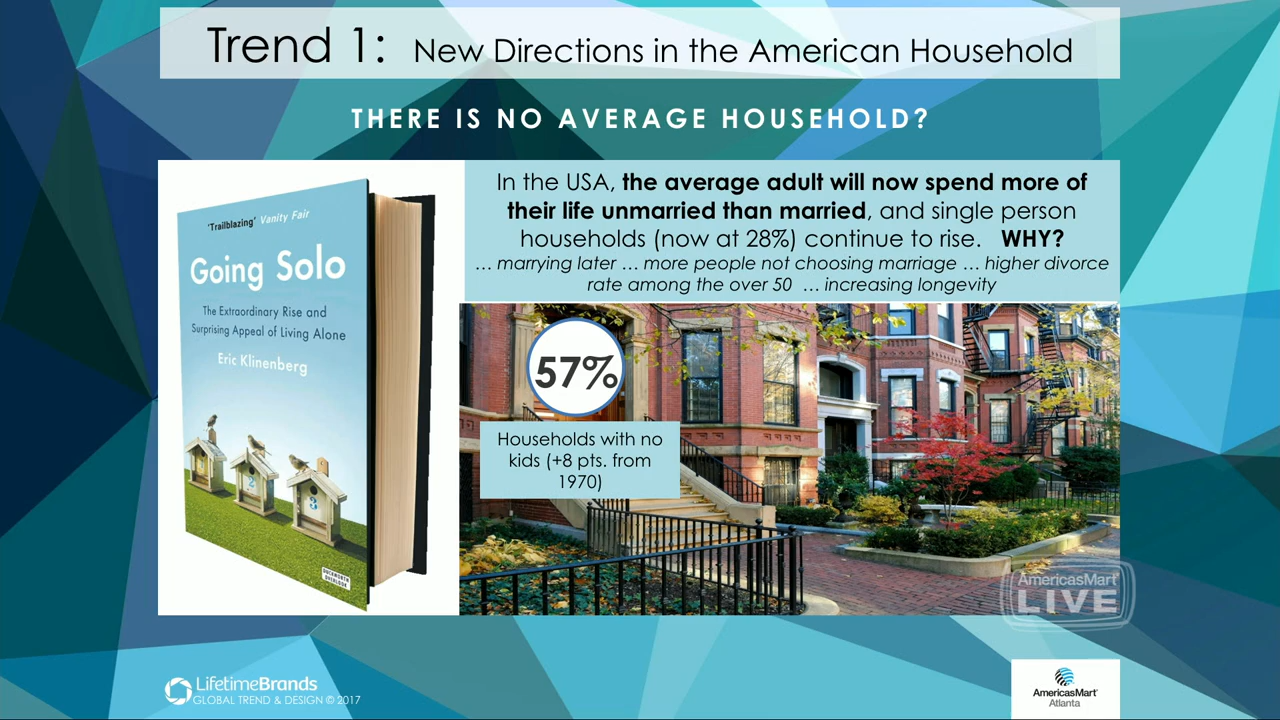 Trend 1: New Directions in the American Household
THERE IS NO AVERAGE HOUSEHOLD?
'Trailblazing' Vanity Fair
Going Solo
The Extraordinary Rise and
Surprising Appeal of Living Alone
Eric Klinenberg
2
3
DUCKWORTH
OVERLOOK
In the USA, the average adult will now spend more of
their life unmarried than married, and single person
households (now at 28%) continue to rise. WHY?
… marrying later … more people not choosing marriage … higher divorce
rate among the over 50 … increasing longevity
57%
Households with no
kids (+8 pts. from
1970)
AmericasMart
LIVE
LifetimeBrands
GLOBAL TREND & DESIGN © 2017
AmericasMart
Atlanta